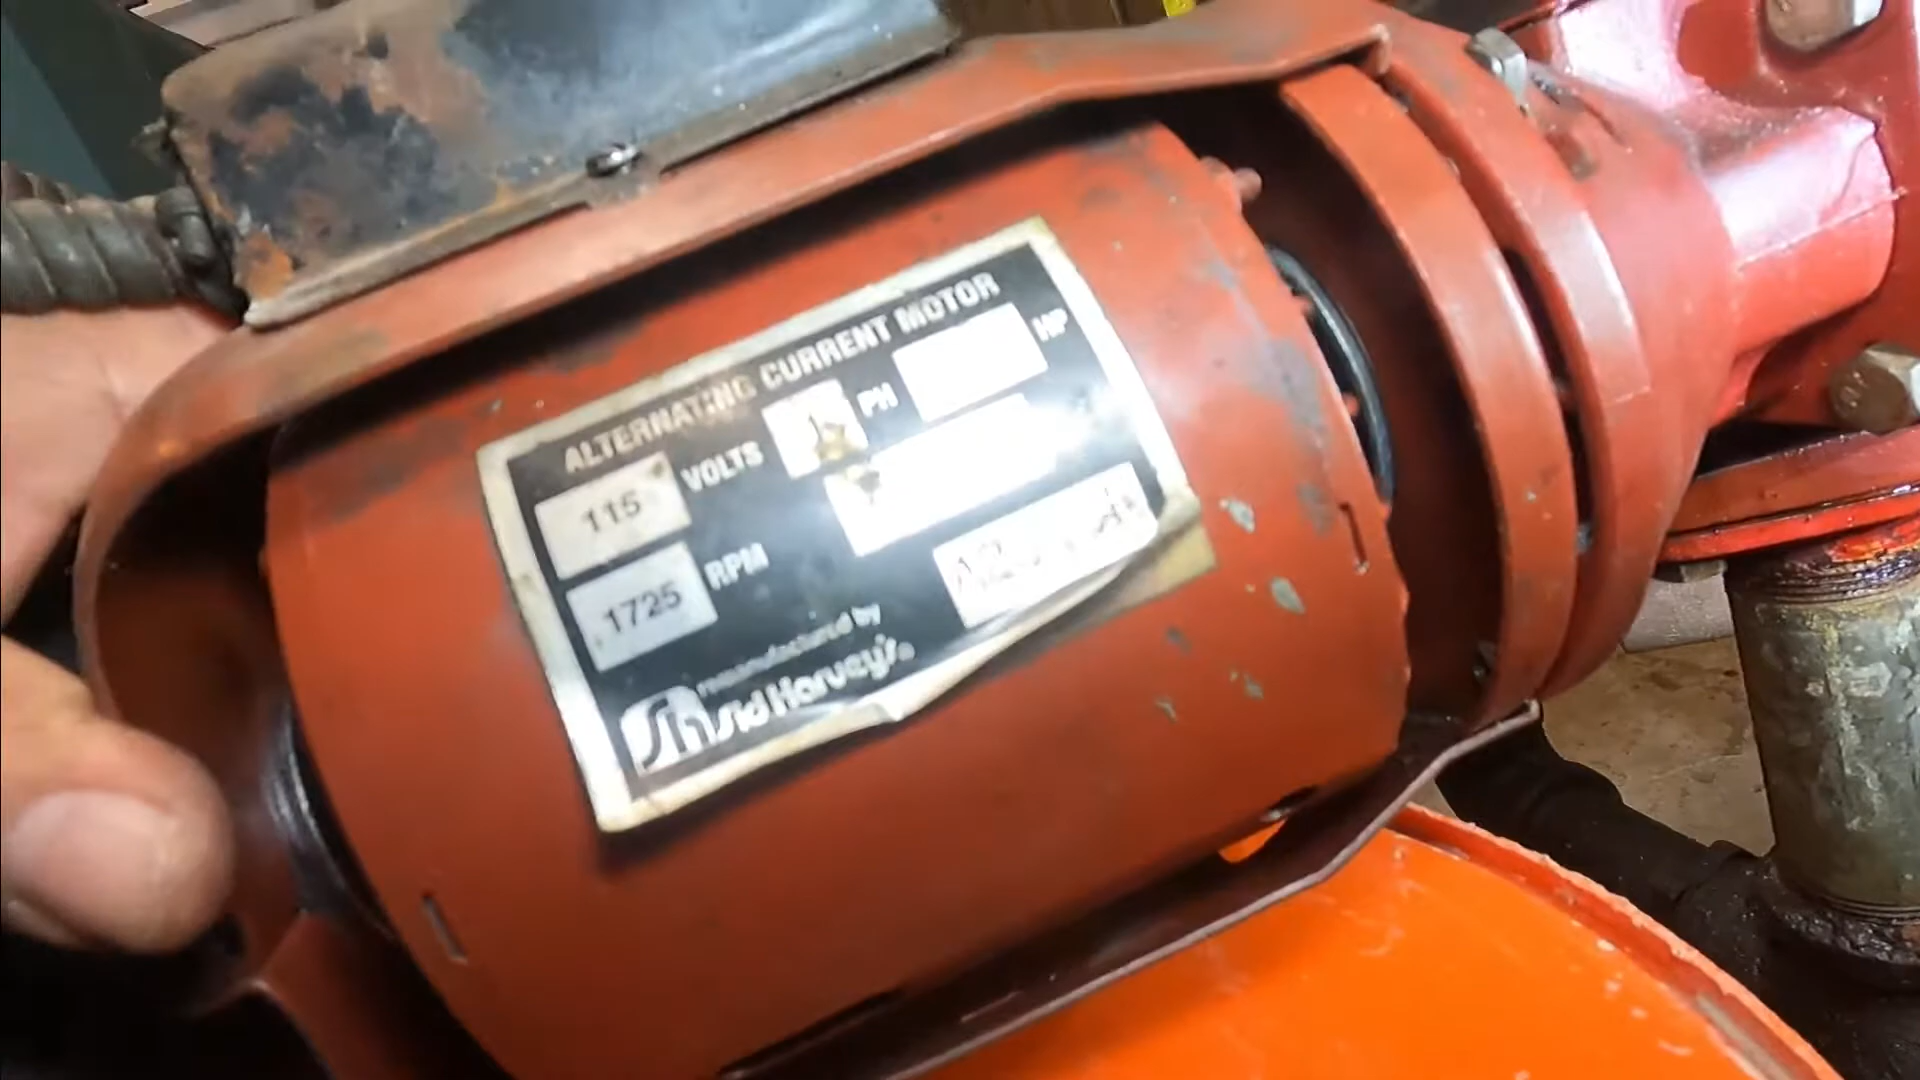 ALTERNATING CURRENT MOTOR
115 VOLTS PH HP
1725 RPM
remanufactured by
Sid Harvey's